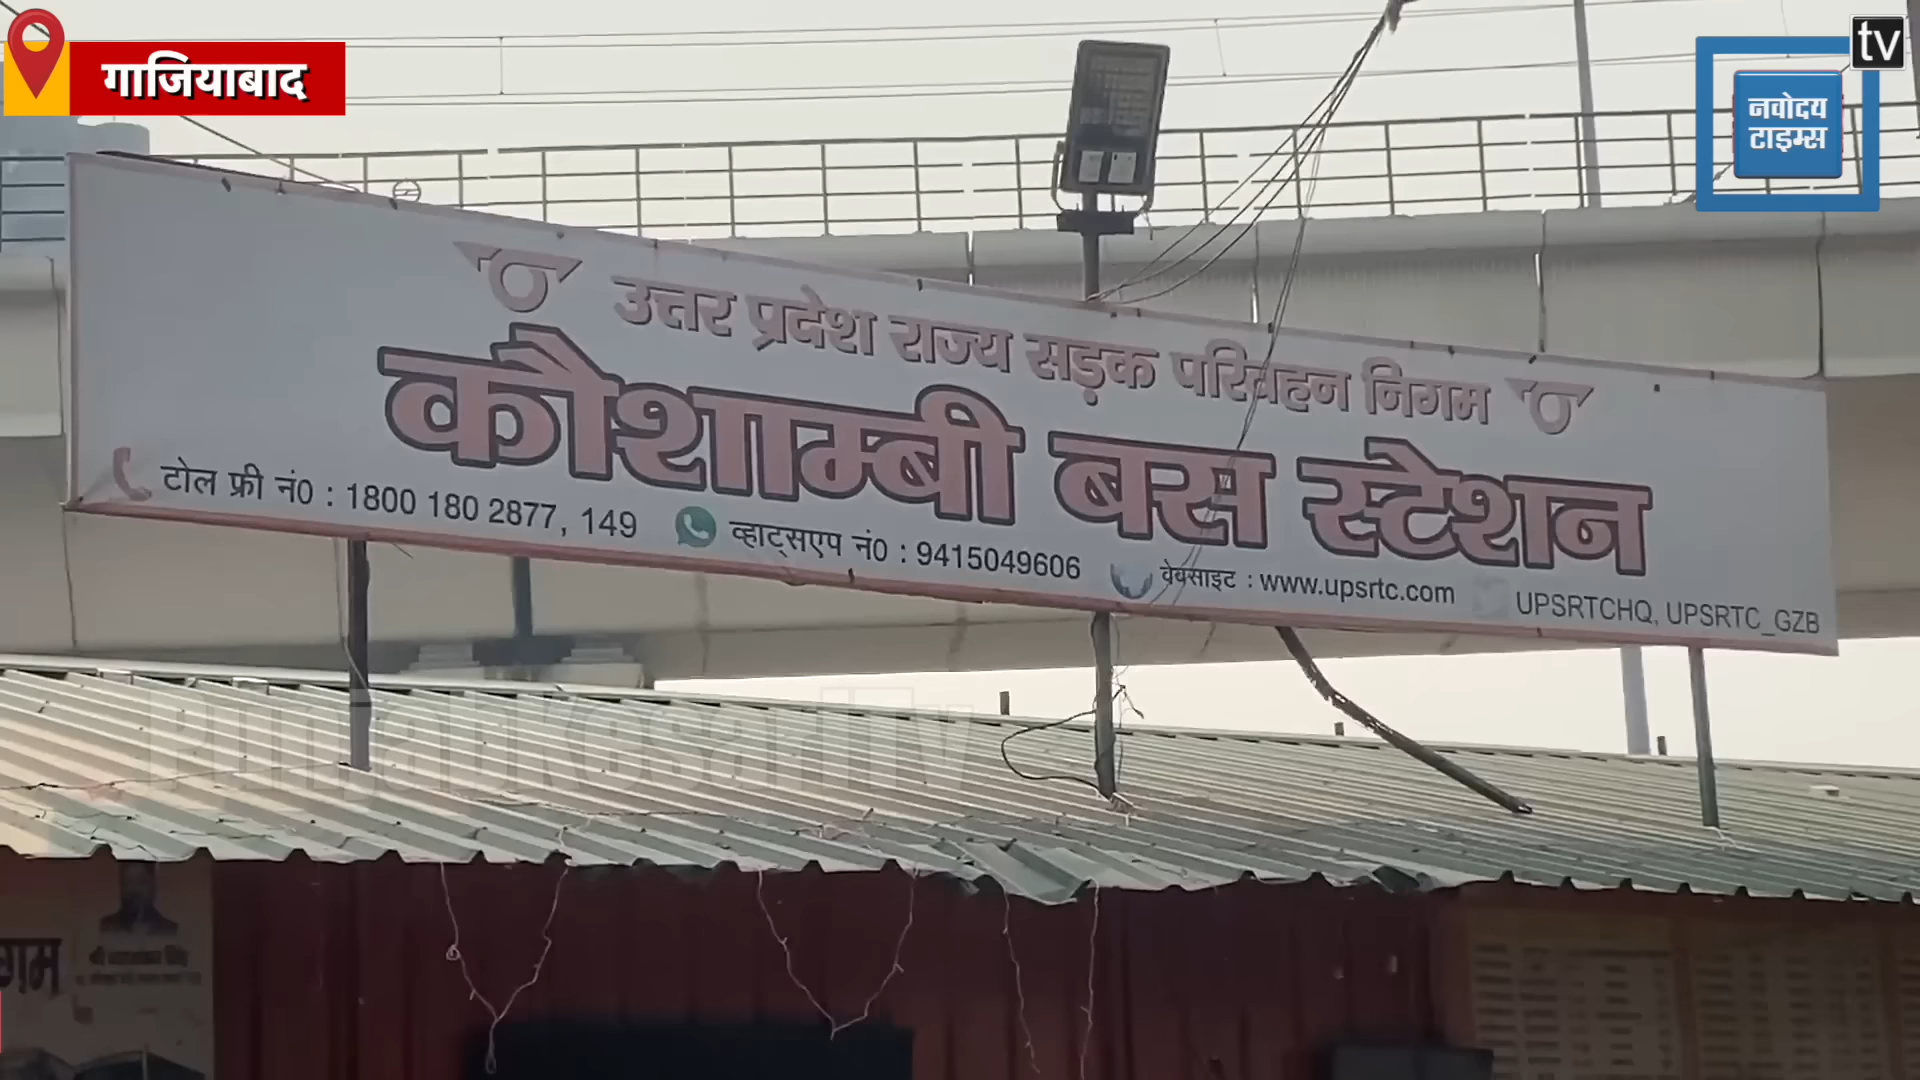 गाजियाबाद
tv
नवोदय
टाइम्स
उत्तर प्रदेश राज्य सड़क परिवहन निगम
कौशाम्बी बस स्टेशन
टोल फ्री नं0 : 1800 180 2877, 149
व्हाट्सएप नं0 : 9415049606
वेबसाइट : www.upsrtc.com
UPSRTCHQ, UPSRTC_GZB
PunjabKesariTv